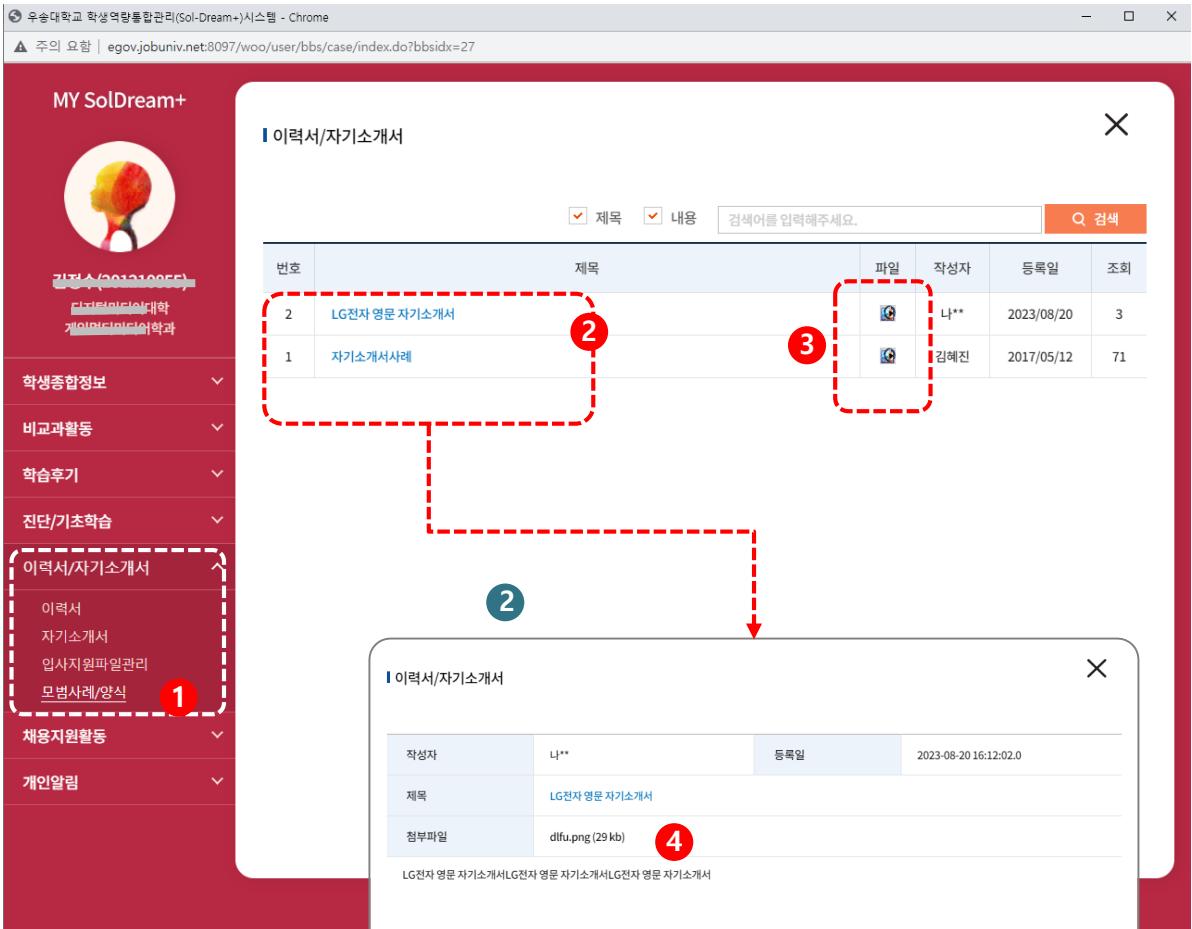 우송대학교 학생역량통합관리(Sol-Dream+)시스템 - Chrome
주의 요함 | egov.jobuniv.net:8097/woo/user/bbs/case/index.do?bbsidx=27
MY SolDream+
대학
학과
학생종합정보
비교과활동
학습후기
진단/기초학습
이력서/자기소개서
이력서
자기소개서
입사지원파일관리
모범사례/양식 1
채용지원활동
개인알림
이력서/자기소개서
제목 내용 검색어를 입력해주세요. 검색
번호 제목 파일 작성자 등록일 조회
2 LG전자 영문 자기소개서 나** 2023/08/20 3
2 3
1 자기소개서사례 김혜진 2017/05/12 71
2
이력서/자기소개서
작성자 나** 등록일 2023-08-20 16:12:02.0
제목 LG전자 영문 자기소개서
첨부파일 dlfu.png (29 kb) 4
LG전자 영문 자기소개서LG전자 영문 자기소개서LG전자 영문 자기소개서